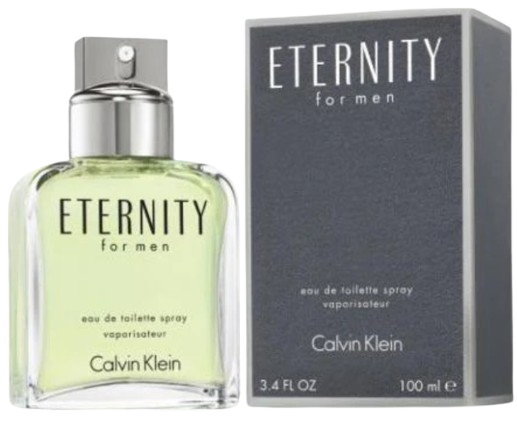 ETERNITY
for men
eau de toilette spray
vaporisateur
Calvin Klein
ETERNITY
for men
eau de toilette spray
vaporisateur
Calvin Klein
3.4 FL OZ 100 ml ℮